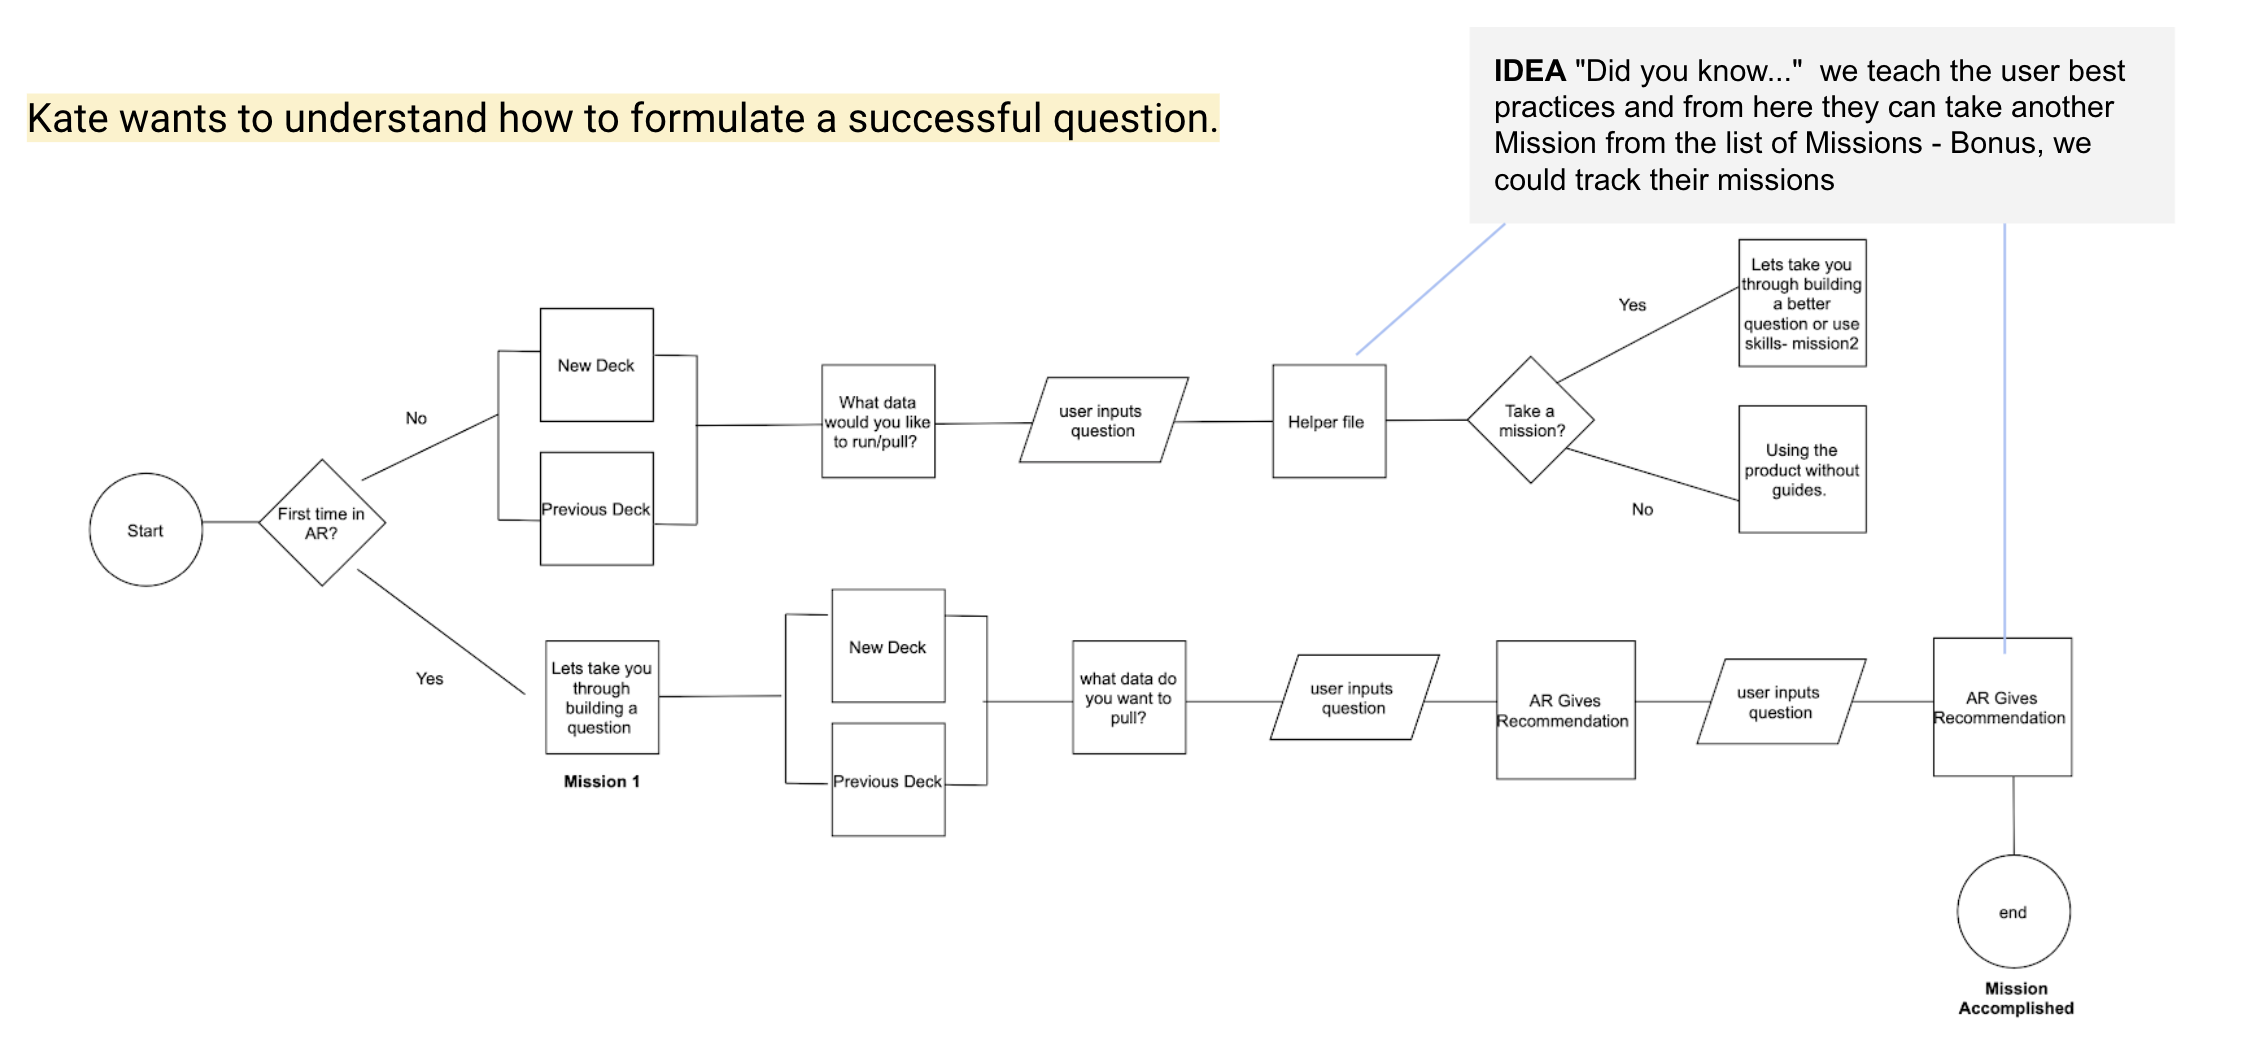 IDEA "Did you know..."  we teach the user best
practices and from here they can take another
Mission from the list of Missions - Bonus, we
could track their missions
Kate wants to understand how to formulate a successful question.
Start
First time in
AR?
No
New Deck
Previous Deck
What data
would you like
to run/pull?
user inputs
question
Helper file
Take a
mission?
Yes
Lets take you
through building
a better
question or use
skills- mission2
No
Using the
product without
guides.
Yes
Lets take you
through
building a
question
Mission 1
New Deck
Previous Deck
what data do
you want to
pull?
user inputs
question
AR Gives
Recommendation
user inputs
question
AR Gives
Recommendation
end
Mission
Accomplished